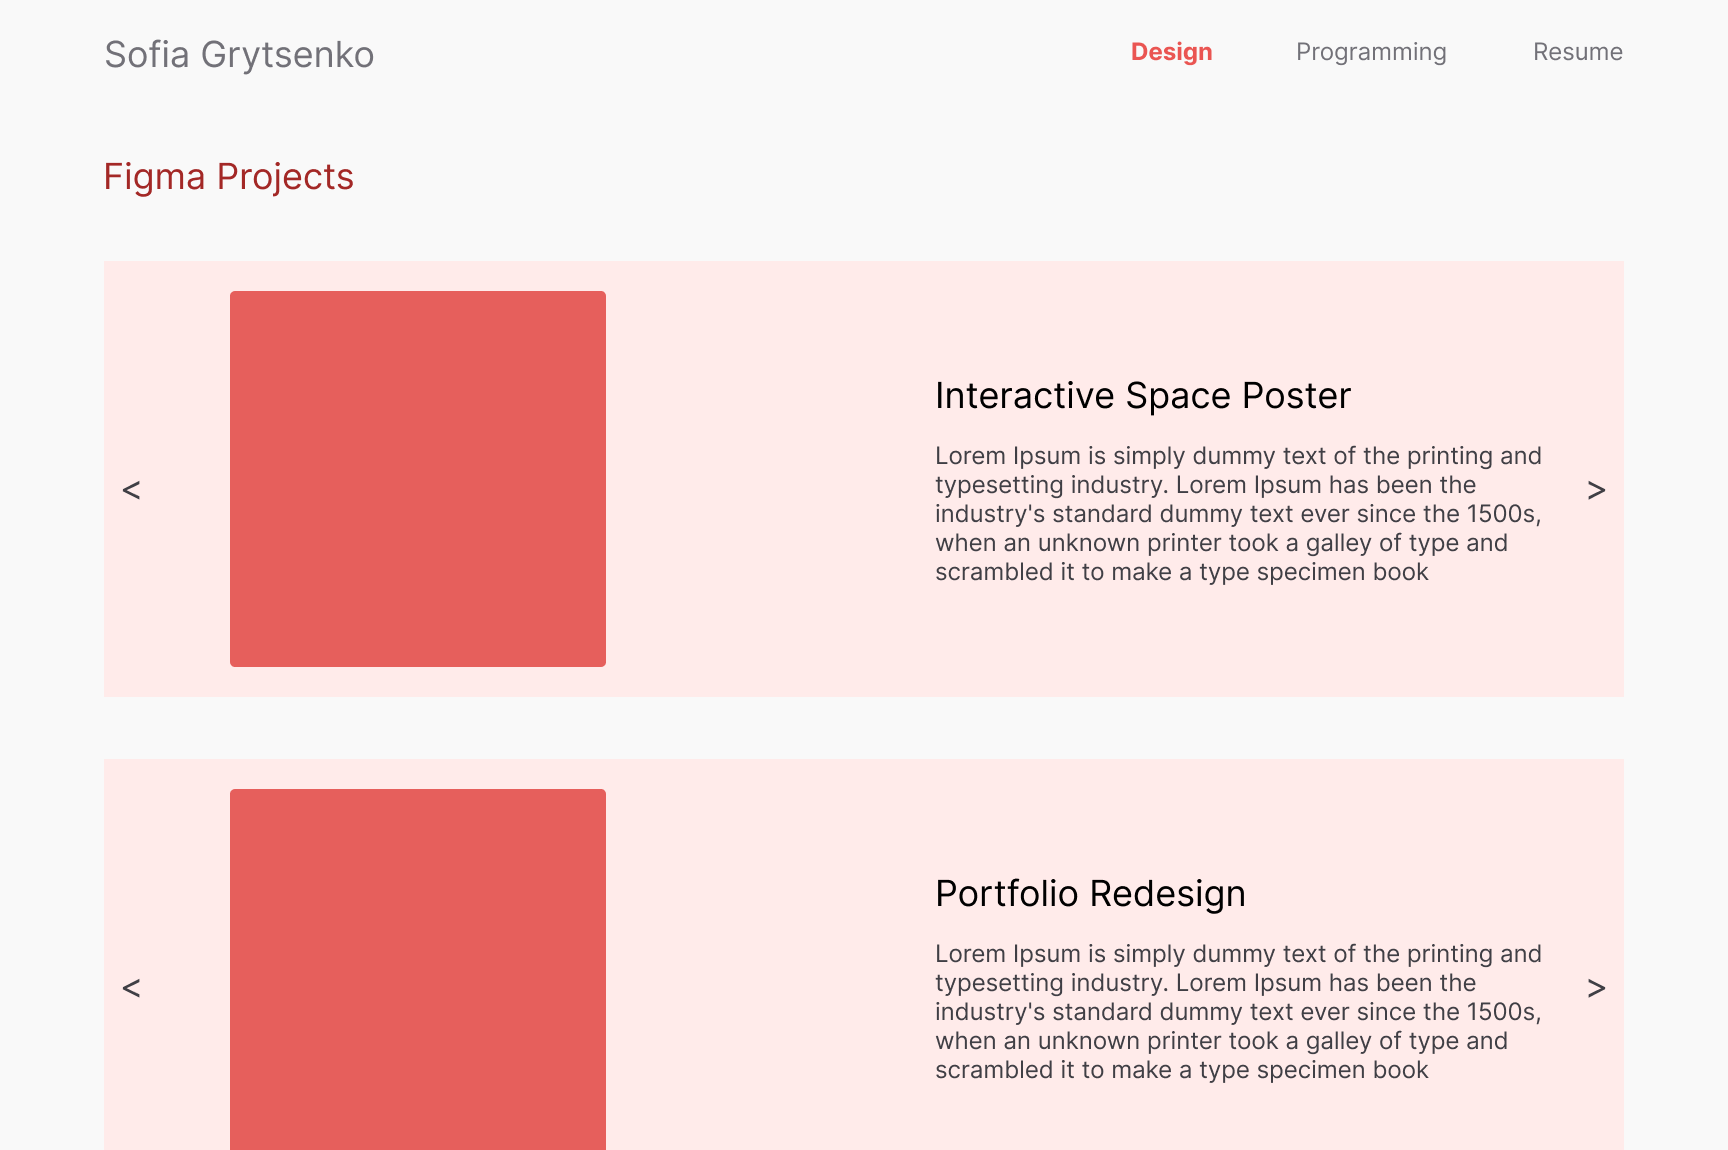 Sofia Grytsenko
Design Programming Resume
Figma Projects
Interactive Space Poster
Lorem Ipsum is simply dummy text of the printing and
typesetting industry. Lorem Ipsum has been the
industry's standard dummy text ever since the 1500s,
when an unknown printer took a galley of type and
scrambled it to make a type specimen book
< >
Portfolio Redesign
Lorem Ipsum is simply dummy text of the printing and
typesetting industry. Lorem Ipsum has been the
industry's standard dummy text ever since the 1500s,
when an unknown printer took a galley of type and
scrambled it to make a type specimen book
< >